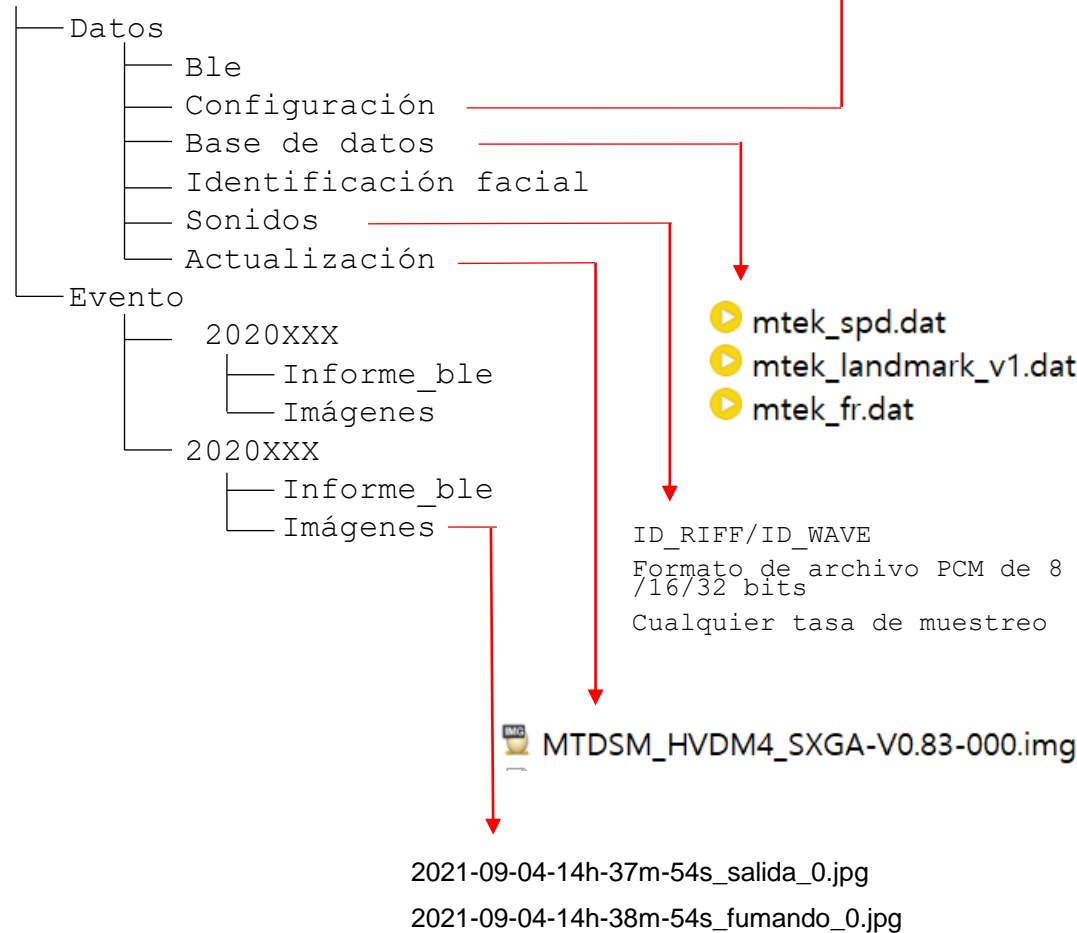 Datos
Ble
Configuración
Base de datos
Identificación facial
Sonidos
Actualización
Evento
2020XXX
Informe_ble
Imágenes
2020XXX
Informe_ble
Imágenes
mtek_spd.dat
mtek_landmark_v1.dat
mtek_fr.dat
ID_RIFF/ID_WAVE
Formato de archivo PCM de 8
/16/32 bits
Cualquier tasa de muestreo
IMG
MTDSM_HVDM4_SXGA-V0.83-000.img
2021-09-04-14h-37m-54s_salida_0.jpg
2021-09-04-14h-38m-54s_fumando_0.jpg